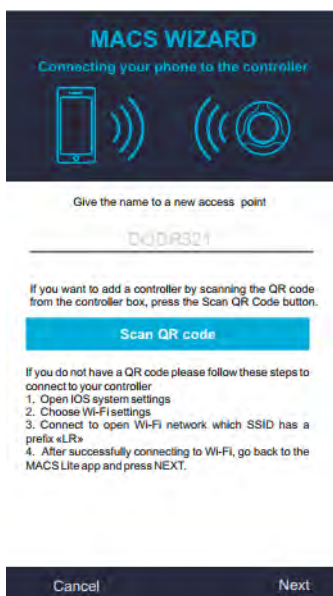 MACS WIZARD
Connecting your phone to the controller
Give the name to a new access point
DODR321
If you want to add a controller by scanning the QR code
from the controller box, press the Scan QR Code button.
Scan QR code
If you do not have a QR code please follow these steps to
connect to your controller
1. Open IOS system settings
2. Choose Wi-Fi settings
3. Connect to open Wi-Fi network which SSID has a
prefix «LR»
4. After successfully connecting to Wi-Fi, go back to the
MACS Lite app and press NEXT.
Cancel Next